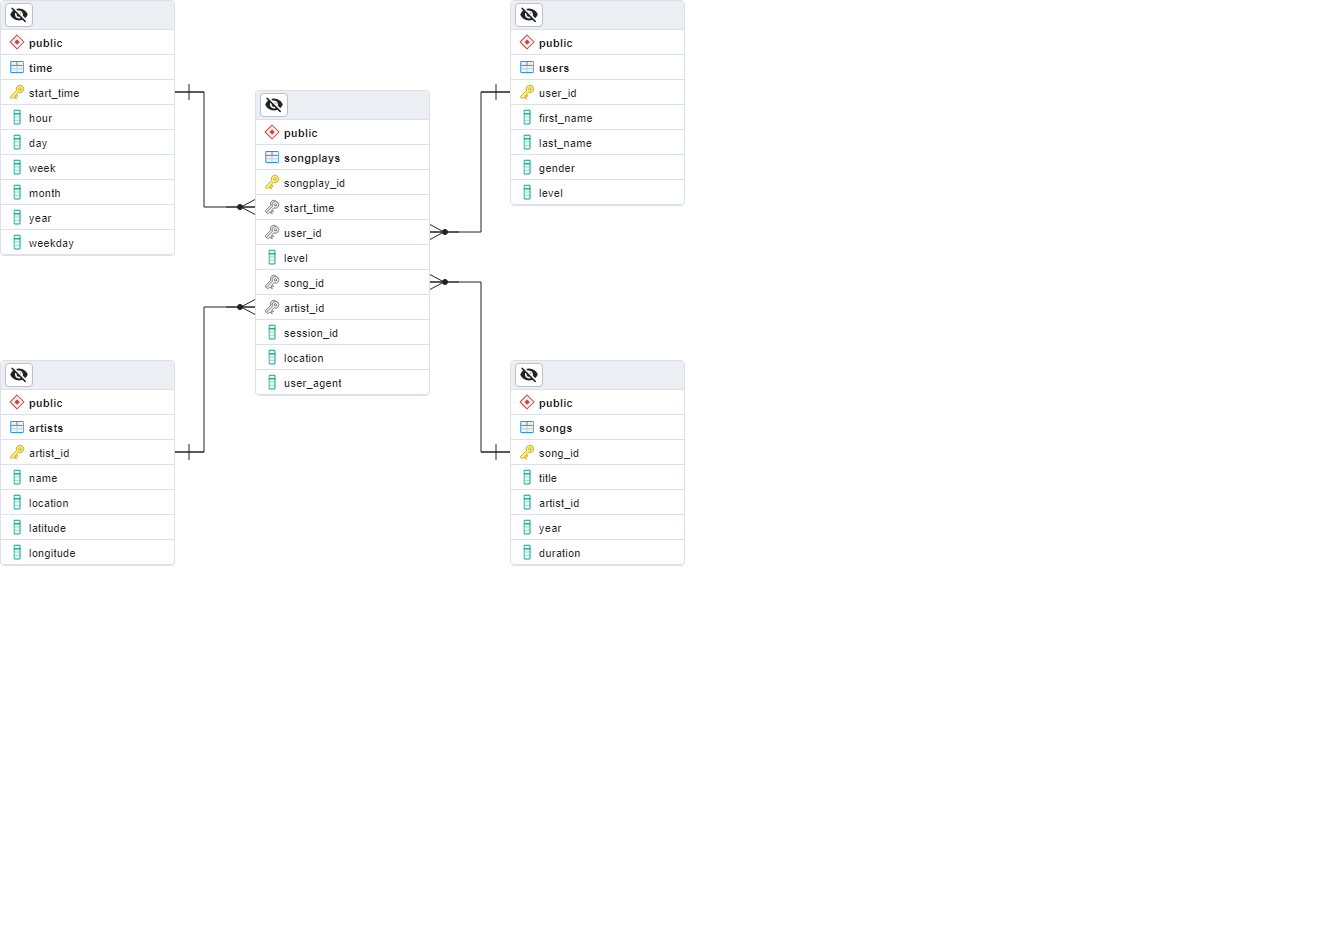 public
time
start_time
hour
day
week
month
year
weekday
public
songplays
songplay_id
start_time
user_id
level
song_id
artist_id
session_id
location
user_agent
public
users
user_id
first_name
last_name
gender
level
public
artists
artist_id
name
location
latitude
longitude
public
songs
song_id
title
artist_id
year
duration